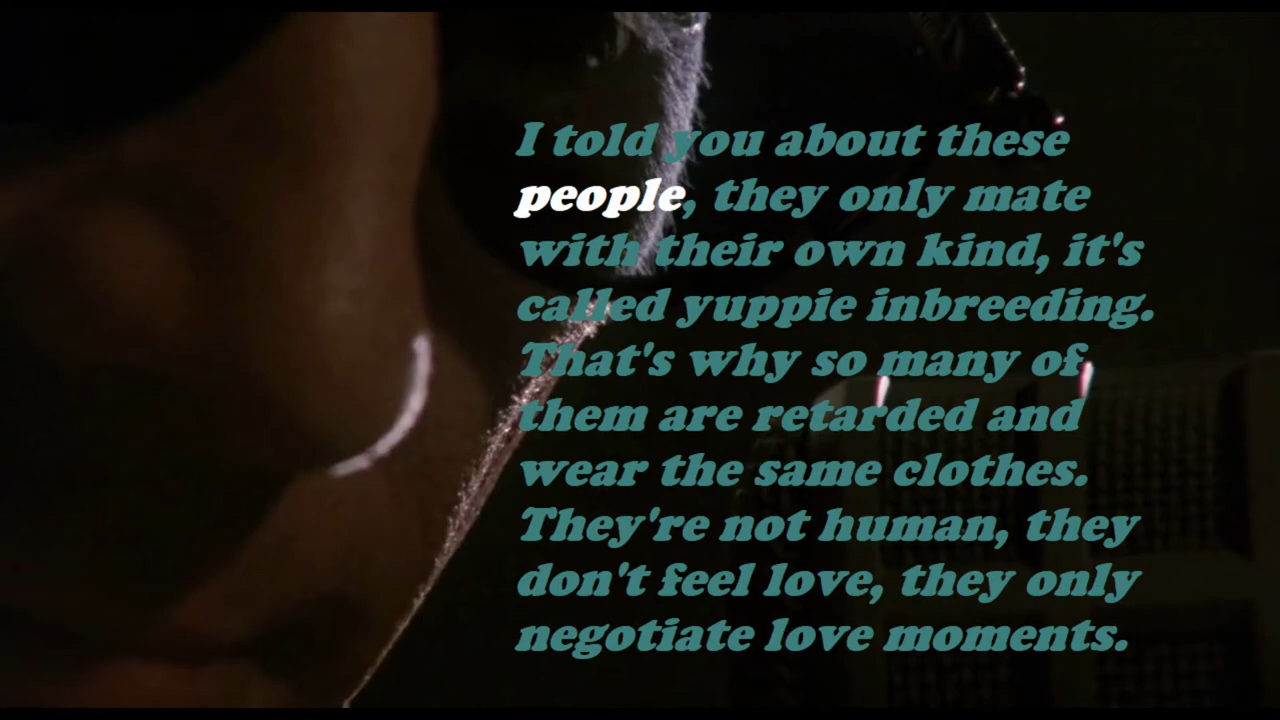 I told you about these
people, they only mate
with their own kind, it's
called yuppie inbreeding.
That's why so many of
them are retarded and
wear the same clothes.
They're not human, they
don't feel love, they only
negotiate love moments.